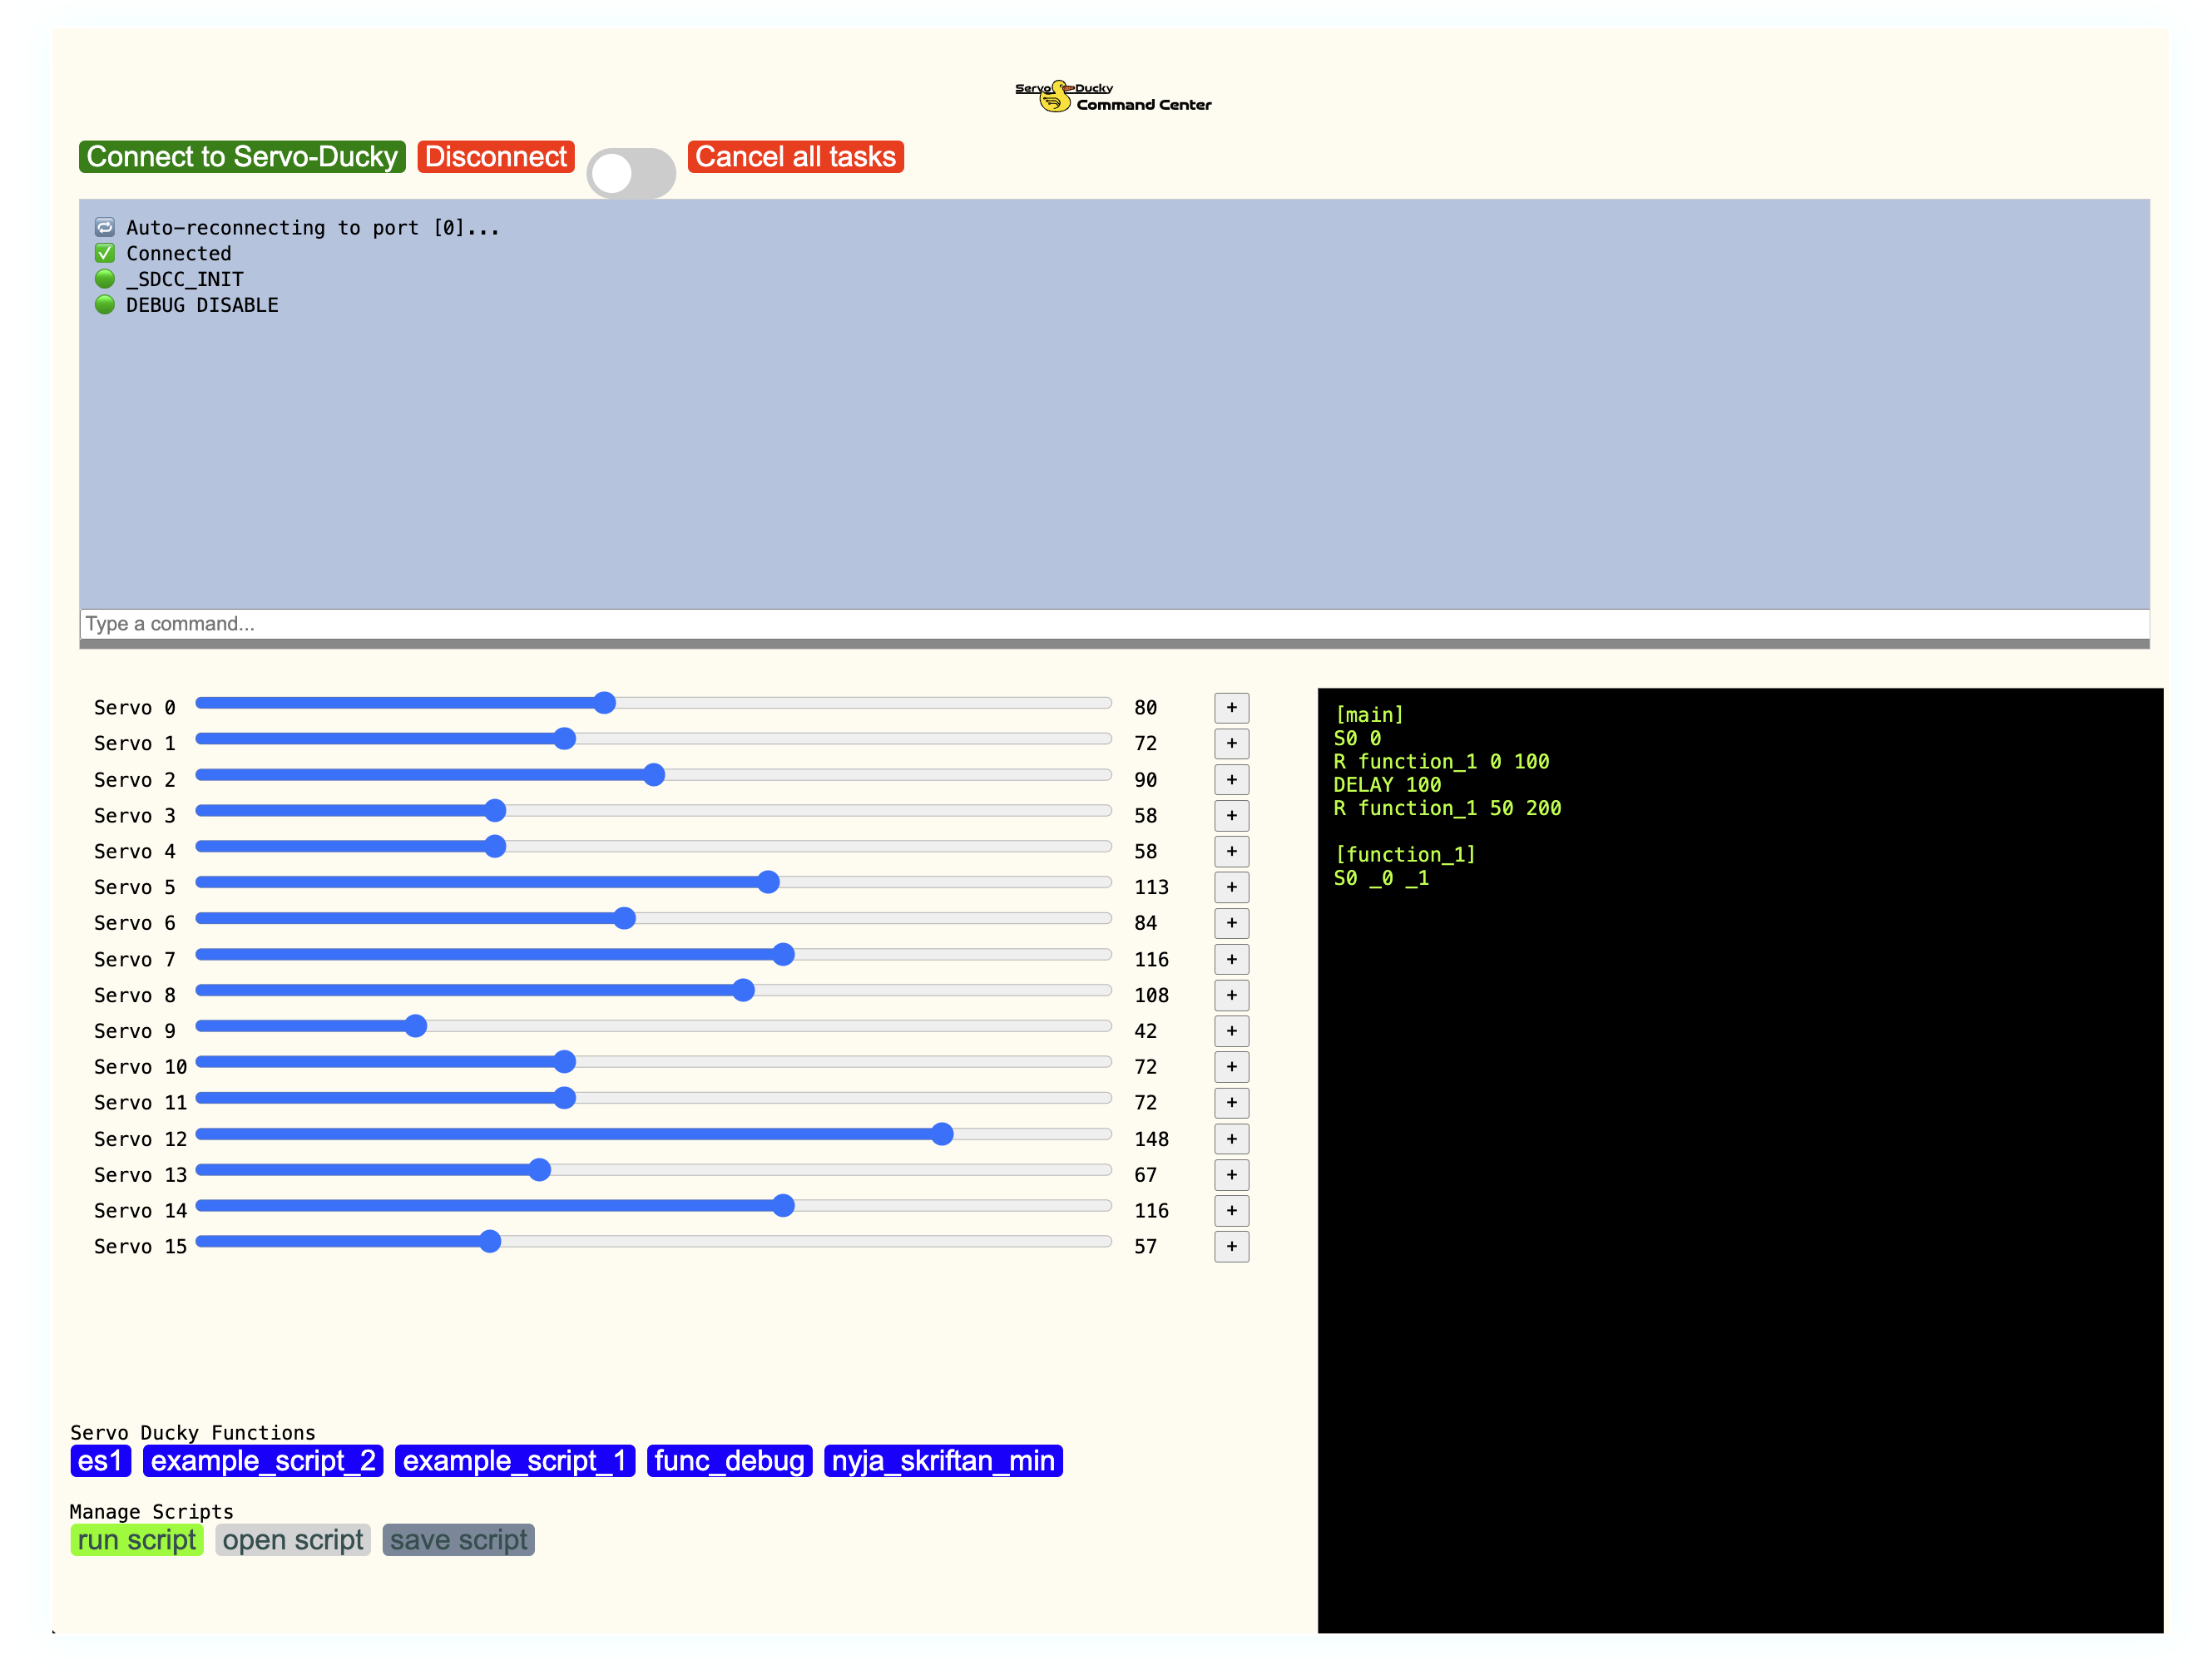 Servo Ducky
Command Center
Connect to Servo-Ducky Disconnect Cancel all tasks
Auto-reconnecting to port [0]...
Connected
_SDCC_INIT
DEBUG DISABLE
Type a command...
Servo 0 80 +
Servo 1 72 +
Servo 2 90 +
Servo 3 58 +
Servo 4 58 +
Servo 5 113 +
Servo 6 84 +
Servo 7 116 +
Servo 8 108 +
Servo 9 42 +
Servo 10 72 +
Servo 11 72 +
Servo 12 148 +
Servo 13 67 +
Servo 14 116 +
Servo 15 57 +
[main]
S0 0
R function_1 0 100
DELAY 100
R function_1 50 200
[function_1]
S0 _0 _1
Servo Ducky Functions
es1 example_script_2 example_script_1 func_debug nyja_skriftan_min
Manage Scripts
run script open script save script